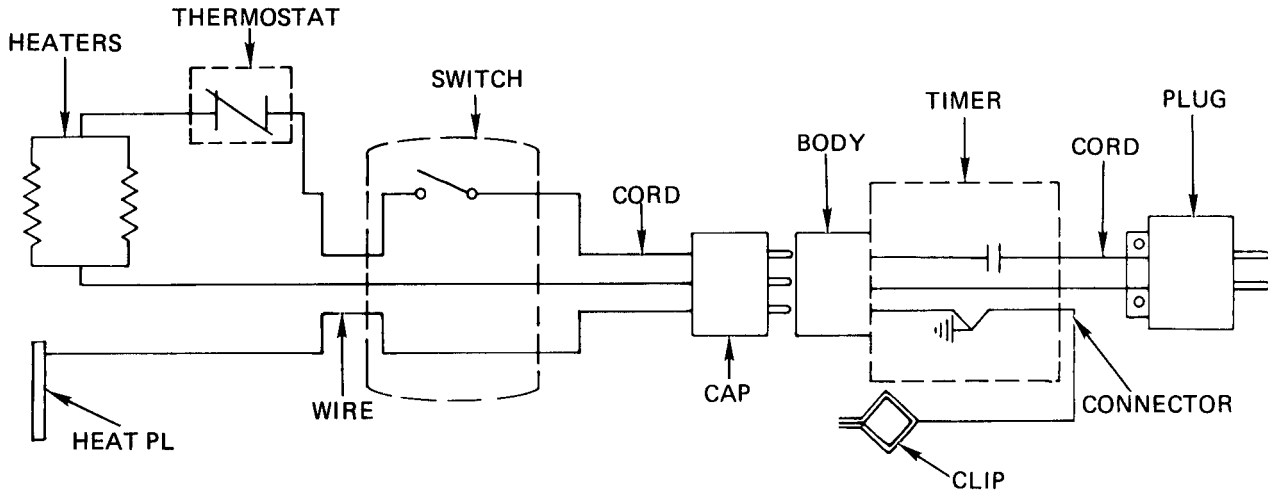 THERMOSTAT
HEATERS
SWITCH
TIMER
PLUG
BODY
CORD
CORD
CAP
WIRE
CONNECTOR
HEAT PL
CLIP